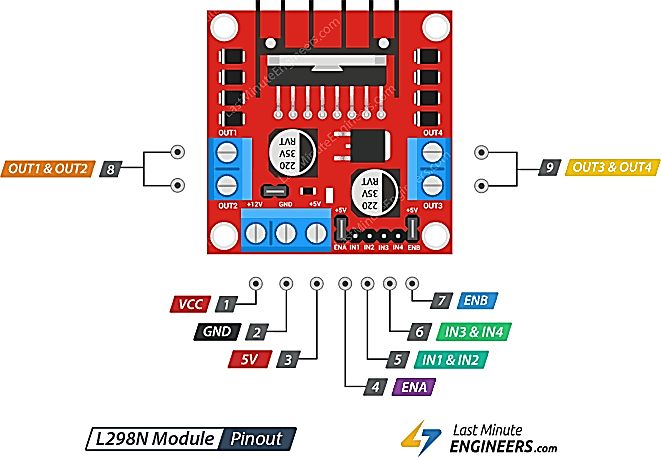 LastMinuteEngineers.com
LastMinuteEngineers.com
OUT1
OUT4
220
35V
RVT
OUT1 & OUT2
8
9
OUT3 & OUT4
220
35V
RVT
OUT2
+12V
GND
+5V
OUT3
+5V
+5V
ENA
IN1
IN2
IN3
IN4
ENB
VCC
1
7
ENB
GND
2
6
IN3 & IN4
5V
3
5
IN1 & IN2
4
ENA
L298N Module
Pinout
Last Minute
ENGINEERS.com